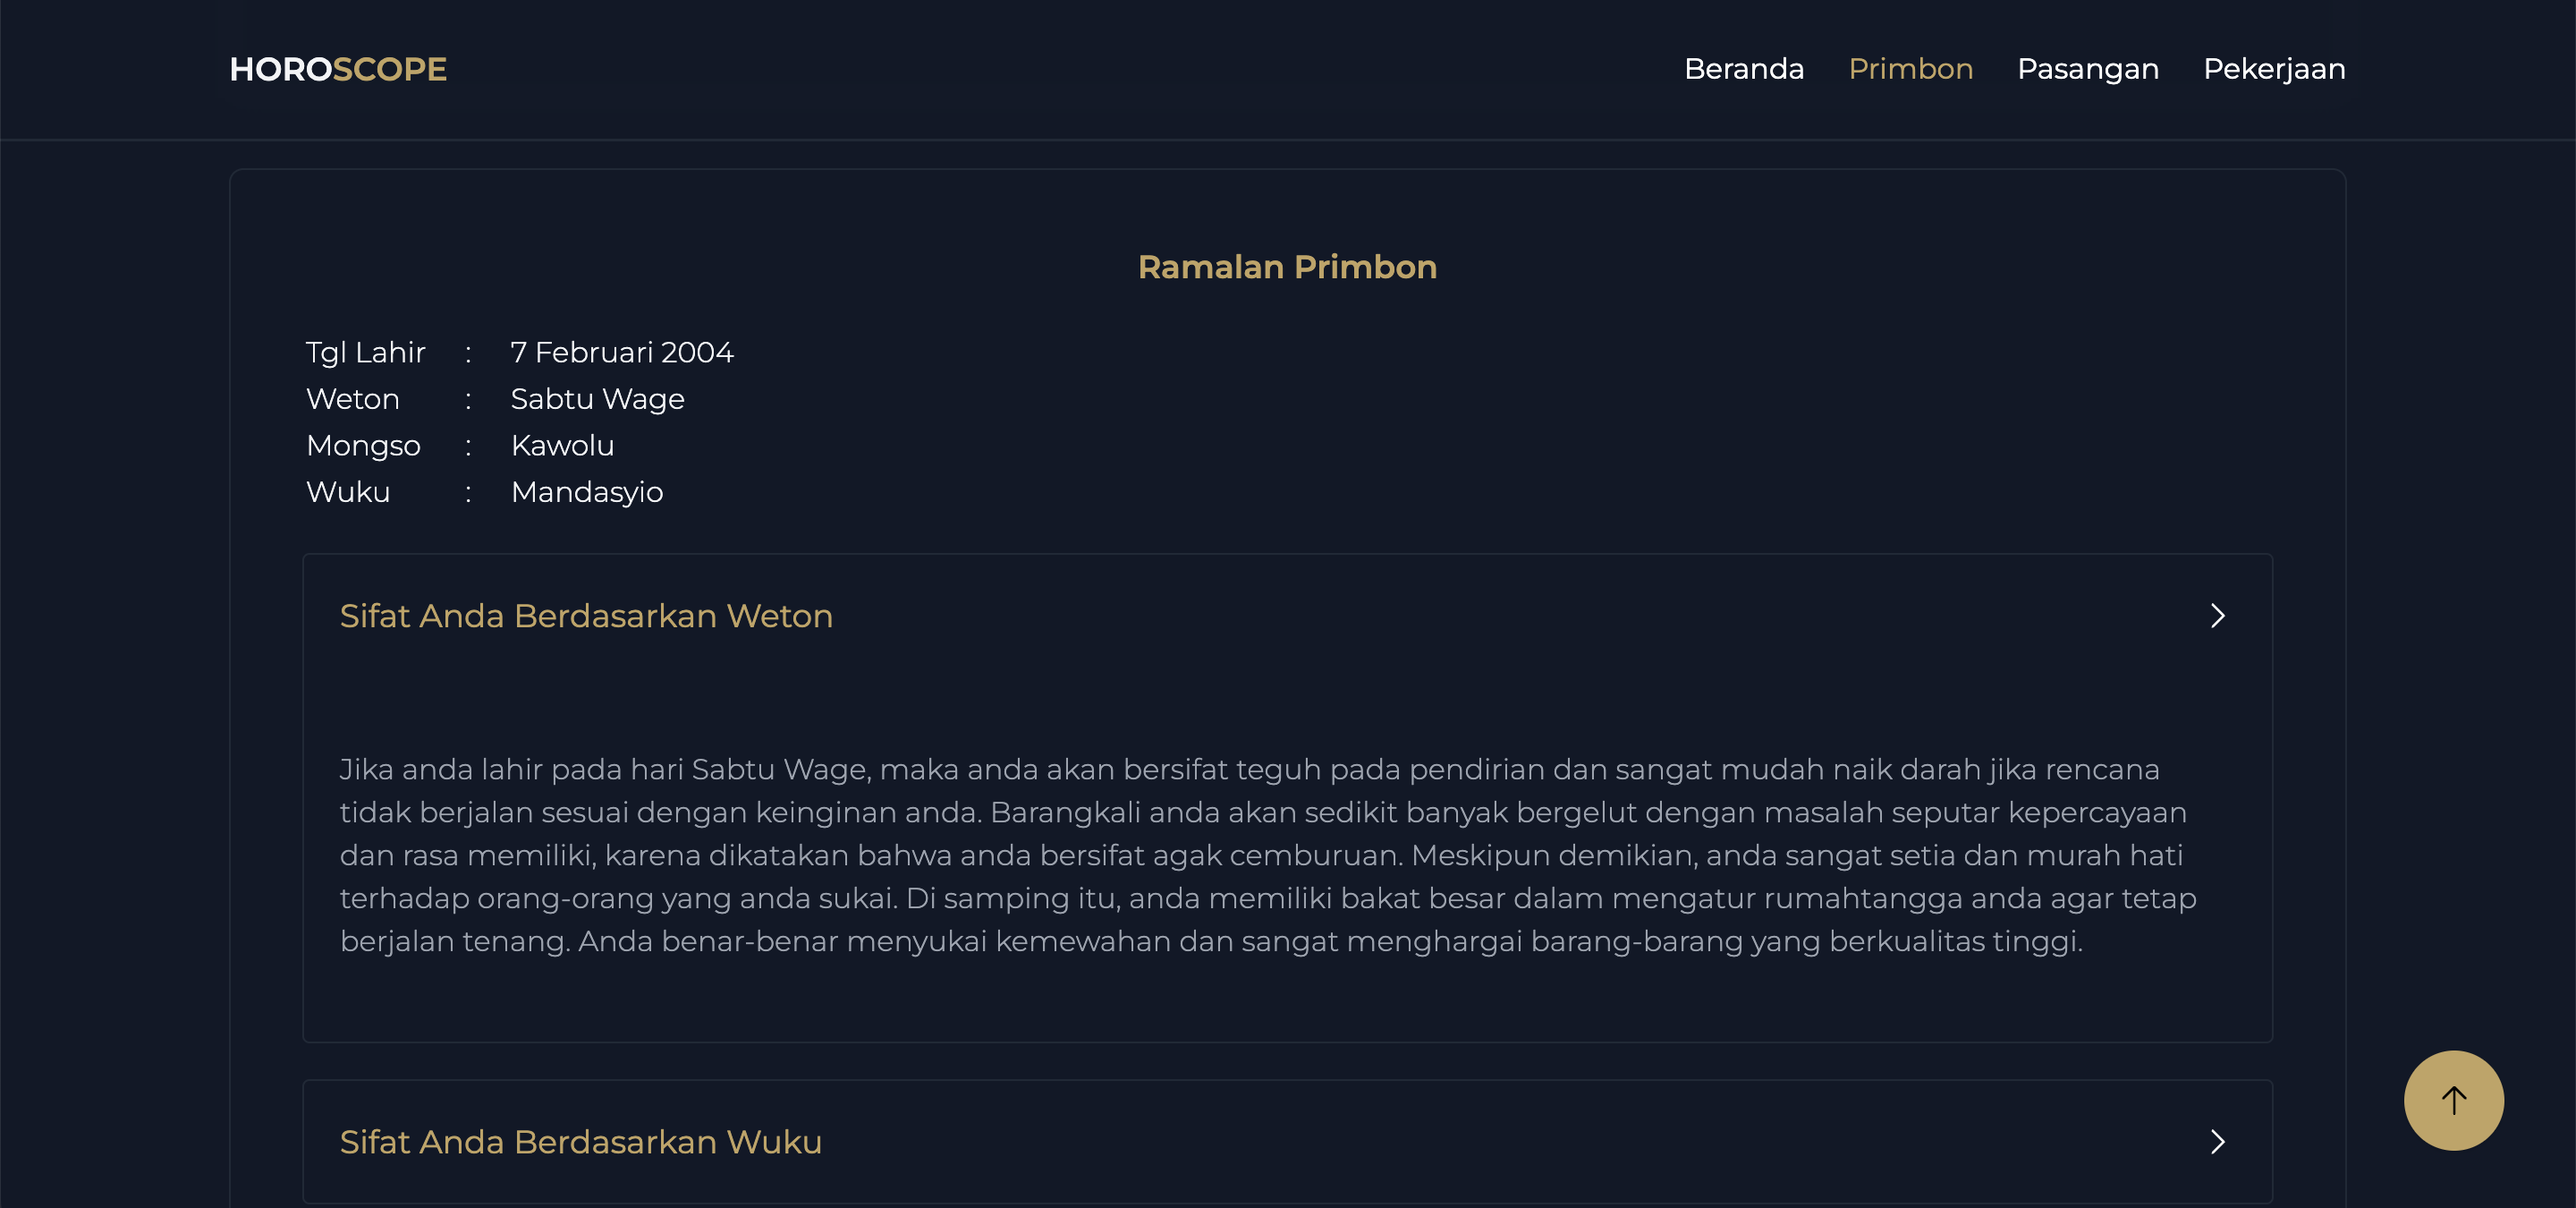 HOROSCOPE
Beranda Primbon Pasangan Pekerjaan
Ramalan Primbon
Tgl Lahir : 7 Februari 2004
Weton : Sabtu Wage
Mongso : Kawolu
Wuku : Mandasyio
Sifat Anda Berdasarkan Weton
Jika anda lahir pada hari Sabtu Wage, maka anda akan bersifat teguh pada pendirian dan sangat mudah naik darah jika rencana
tidak berjalan sesuai dengan keinginan anda. Barangkali anda akan sedikit banyak bergelut dengan masalah seputar kepercayaan
dan rasa memiliki, karena dikatakan bahwa anda bersifat agak cemburuan. Meskipun demikian, anda sangat setia dan murah hati
terhadap orang-orang yang anda sukai. Di samping itu, anda memiliki bakat besar dalam mengatur rumahtangga anda agar tetap
berjalan tenang. Anda benar-benar menyukai kemewahan dan sangat menghargai barang-barang yang berkualitas tinggi.
Sifat Anda Berdasarkan Wuku